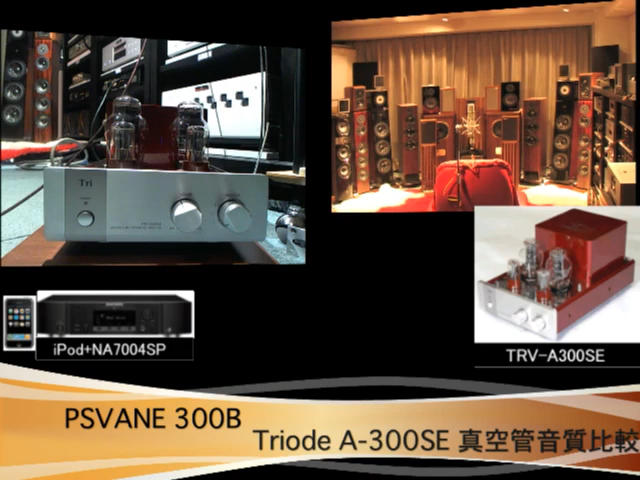 Tri
iPod+NA7004SP
TRV-A300SE
PSVANE 300B
Triode A-300SE 真空管音質比較